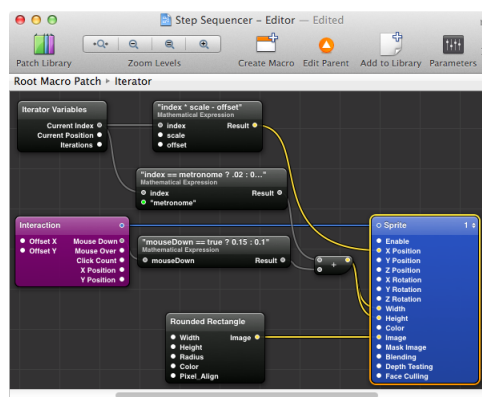 Step Sequencer – Editor — Edited
Patch Library
Zoom Levels
Create Macro
Edit Parent
Add to Library
Parameters
Root Macro Patch ▸ Iterator
Iterator Variables
Current Index
Current Position
Iterations
"index * scale - offset"
Mathematical Expression
index Result
scale
offset
"index == metronome ? .02 : 0..."
Mathematical Expression
index Result
"metronome"
Interaction
Offset X Mouse Down
Offset Y Mouse Over
Click Count
X Position
Y Position
"mouseDown == true ? 0.15 : 0.1"
Mathematical Expression
mouseDown Result
+
Rounded Rectangle
Width Image
Height
Radius
Color
Pixel_Align
Sprite 1
Enable
X Position
Y Position
Z Position
X Rotation
Y Rotation
Z Rotation
Width
Height
Color
Image
Mask Image
Blending
Depth Testing
Face Culling